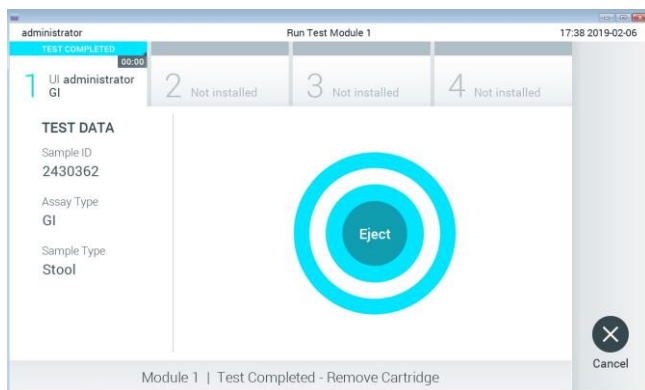 administrator Run Test Module 1 17:38 2019-02-06
TEST COMPLETED
00:00
1 UI administrator
GI
2 Not installed
3 Not installed
4 Not installed
TEST DATA
Sample ID
2430362
Assay Type
GI
Sample Type
Stool
Eject
Cancel
Module 1 | Test Completed - Remove Cartridge